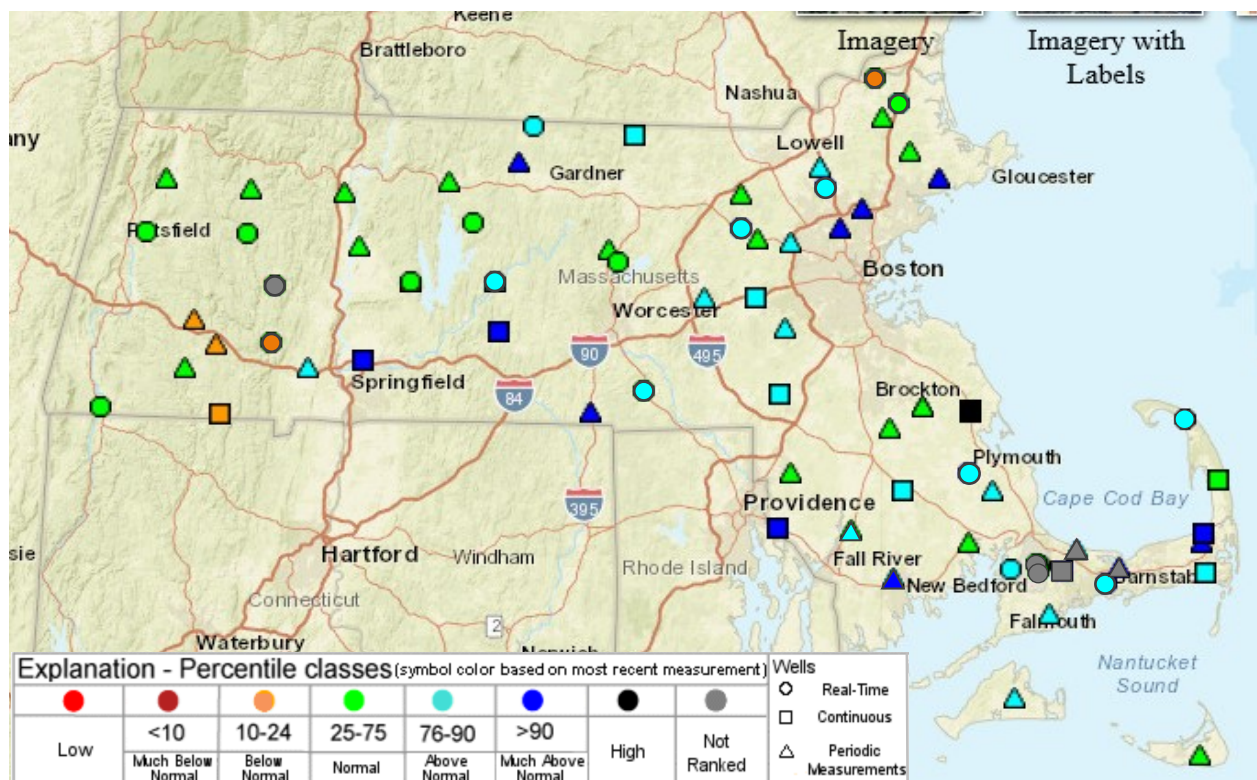 Keene
Brattleboro
Imagery
Imagery with
Labels
Nashua
any
Lowell
Gardner
Gloucester
Pittsfield
Massachusetts
Boston
Worcester
90
495
Springfield
84
Brockton
Plymouth
Cape Cod Bay
Providence
395
Hartford
Windham
Rhode Island
Fall River
New Bedford
Barnstab
sie
Connecticut
Falmouth
2
Waterbury
Norwich
Nantucket
Sound
Explanation - Percentile classes (symbol color based on most recent measurement)
Wells
Low
<10
10-24
25-75
76-90
>90
High
Not
Ranked
Much Below
Normal
Below
Normal
Normal
Above
Normal
Much Above
Normal
Real-Time
Continuous
Periodic
Measurements